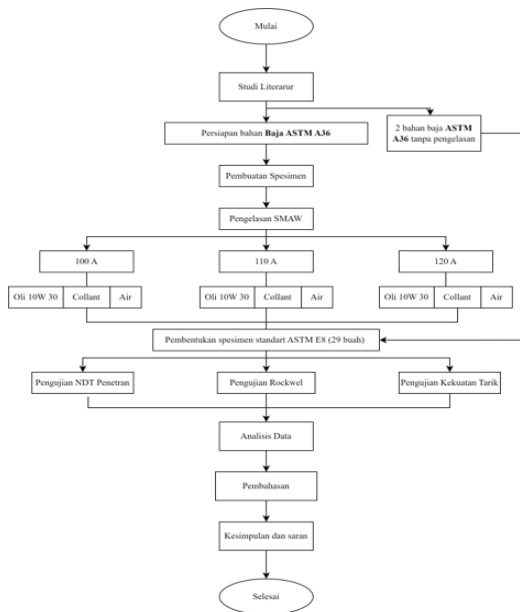 Mulai
Studi Literarur
Persiapan bahan Baja ASTM A36
2 bahan baja ASTM
A36 tanpa pengelasan
Pembuatan Spesimen
Pengelasan SMAW
100 A
110 A
120 A
Oli 10W 30 Collant Air
Oli 10W 30 Collant Air
Oli 10W 30 Collant Air
Pembentukan spesimen standart ASTM E8 (29 buah)
Pengujian NDT Penetran
Pengujian Rockwel
Pengujian Kekuatan Tarik
Analisis Data
Pembahasan
Kesimpulan dan saran
Selesai